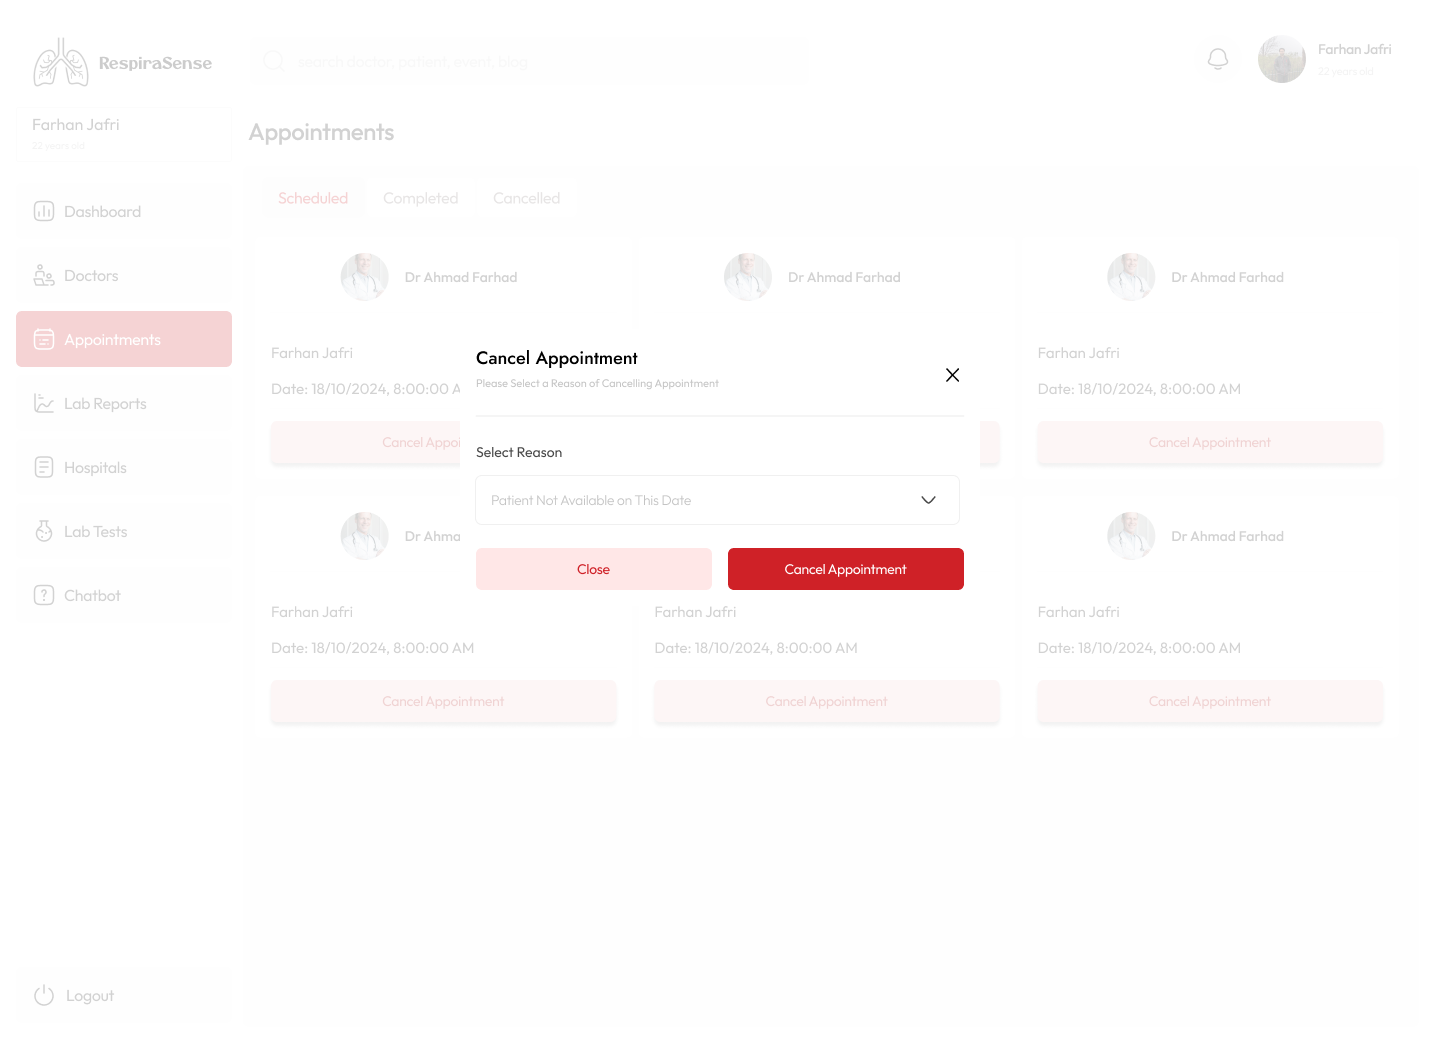 RespiraSense
search doctor, patient, event, blog
Farhan Jafri
22 years old
Farhan Jafri
22 years old
Appointments
Dashboard
Doctors
Appointments
Lab Reports
Hospitals
Lab Tests
Chatbot
Logout
Scheduled
Completed
Cancelled
Dr Ahmad Farhad
Dr Ahmad Farhad
Dr Ahmad Farhad
Farhan Jafri
Farhan Jafri
Date: 18/10/2024, 8:00:00 A
Date: 18/10/2024, 8:00:00 AM
Cancel Appoi
Cancel Appointment
Cancel Appointment
Please Select a Reason of Cancelling Appointment
Select Reason
Patient Not Available on This Date
Close
Cancel Appointment
Dr Ahma
Dr Ahmad Farhad
Farhan Jafri
Farhan Jafri
Farhan Jafri
Date: 18/10/2024, 8:00:00 AM
Date: 18/10/2024, 8:00:00 AM
Date: 18/10/2024, 8:00:00 AM
Cancel Appointment
Cancel Appointment
Cancel Appointment